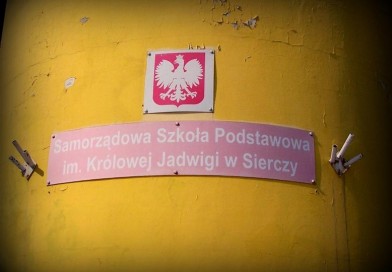 Samorządowa Szkoła Podstawowa
im. Królowej Jadwigi w Sierczy